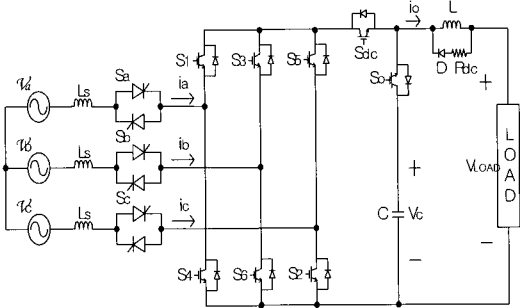 io L
S1 S3 S5 Sdc D Rdc
Va Ls Sa ia So +
Vb Ls Sb ib + VLOAD LOAD
Vc Ls Sc ic C Vc
S4 S6 S2 − −